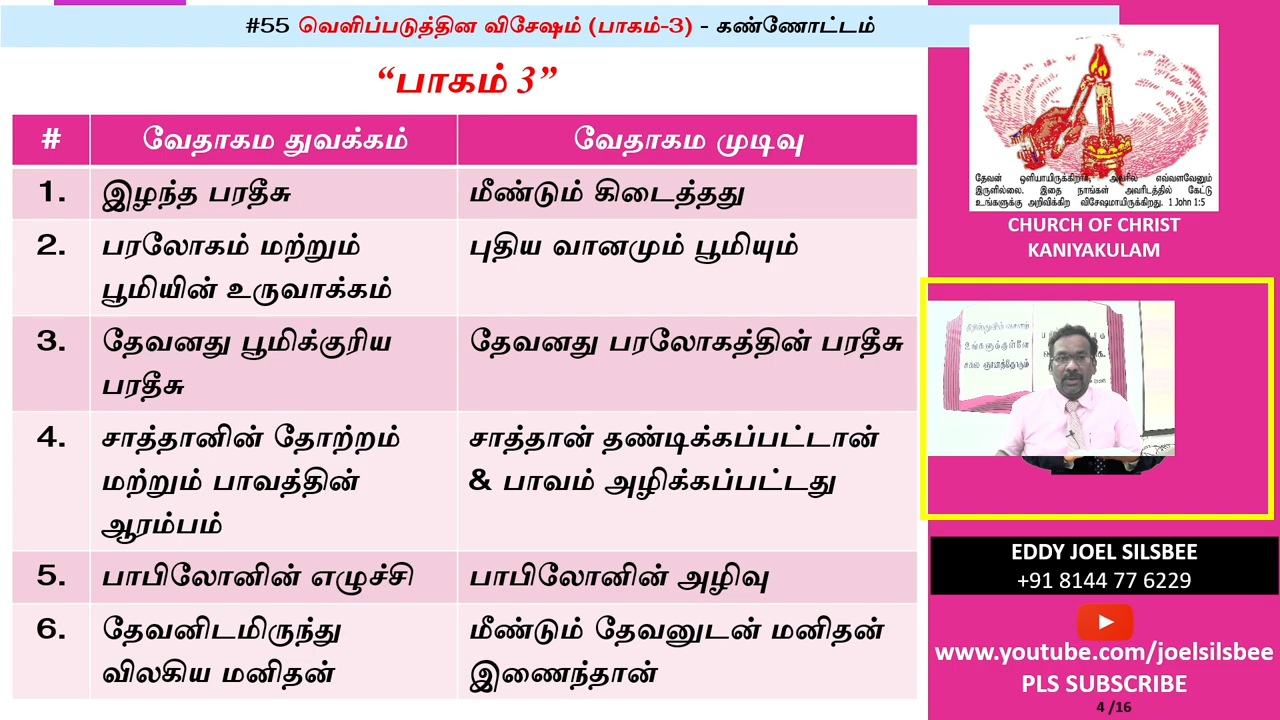 #55 வெளிப்படுத்தின விசேஷம் (பாகம்-3) - கண்ணோட்டம்
“பாகம் 3”
# வேதாகம துவக்கம் வேதாகம முடிவு
1. இழந்த பரதீசு மீண்டும் கிடைத்தது
2. பரலோகம் மற்றும் புதிய வானமும் பூமியும்
பூமியின் உருவாக்கம்
3. தேவனது பூமிக்குரிய தேவனது பரலோகத்தின் பரதீசு
பரதீசு
4. சாத்தானின் தோற்றம் சாத்தான் தண்டிக்கப்பட்டான்
மற்றும் பாவத்தின் & பாவம் அழிக்கப்பட்டது
ஆரம்பம்
5. பாபிலோனின் எழுச்சி பாபிலோனின் அழிவு
6. தேவனிடமிருந்து மீண்டும் தேவனுடன் மனிதன்
விலகிய மனிதன் இணைந்தான்
தேவன் ஒளியாயிருக்கிறார், அவரில் எவ்வளவேனும்
இருளில்லை. இதை நாங்கள் அவரிடத்தில் கேட்டு
உங்களுக்கு அறிவிக்கிற விசேஷமாயிருக்கிறது. 1 John 1:5
CHURCH OF CHRIST
KANIYAKULAM
கிறிஸ்துவின் வசனம்
உங்களுக்குள்ளே
சகல ஞானத்தோடும்
EDDY JOEL SILSBEE
+91 8144 77 6229
www.youtube.com/joelsilsbee
PLS SUBSCRIBE
4 /16